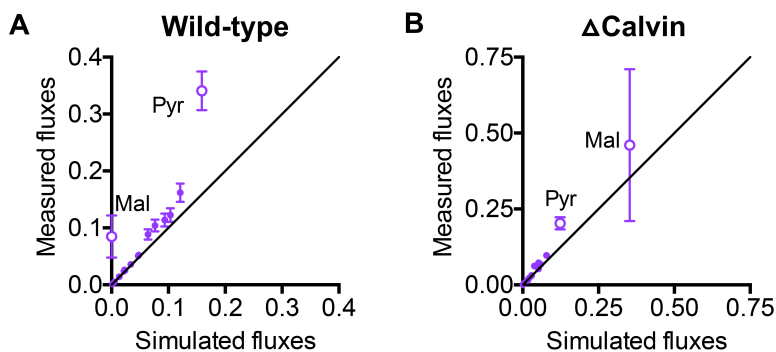 A
Wild-type
Measured fluxes
0.4
0.3
0.2
0.1
0.0
Pyr
Mal
0.0 0.1 0.2 0.3 0.4
Simulated fluxes
B
ΔCalvin
Measured fluxes
0.75
0.50
0.25
0.00
Mal
Pyr
0.00 0.25 0.50 0.75
Simulated fluxes